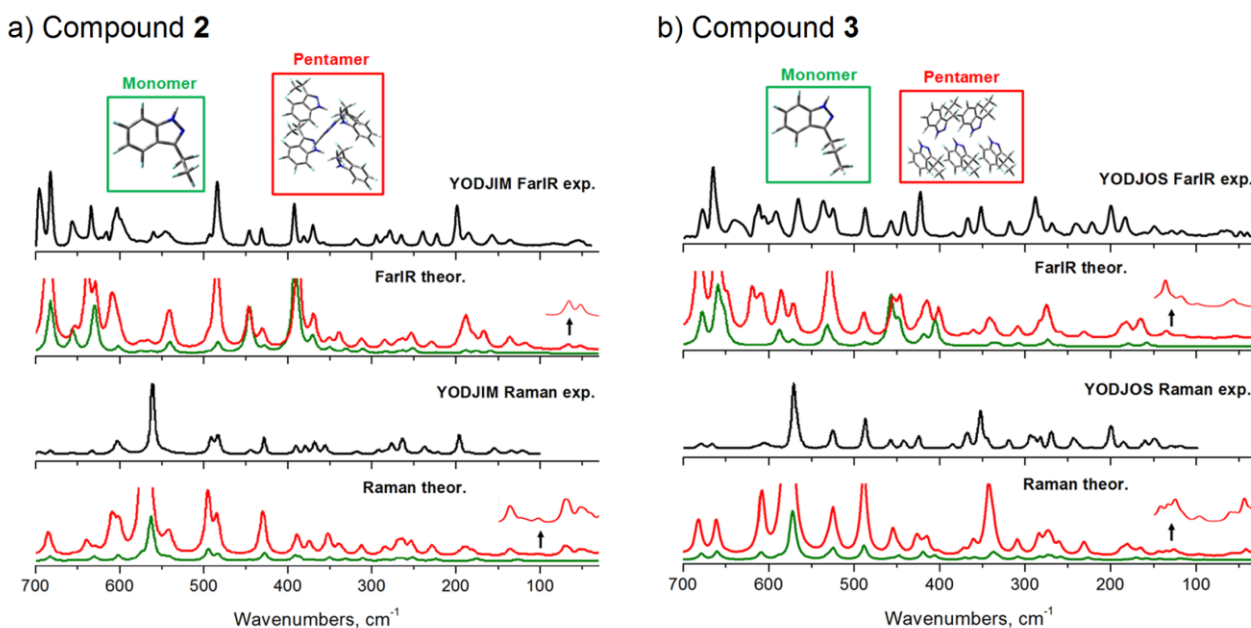 a) Compound 2
Monomer
Pentamer
YODJIM FarIR exp.
FarIR theor.
YODJIM Raman exp.
Raman theor.
700 600 500 400 300 200 100
Wavenumbers, cm-1
b) Compound 3
Monomer
Pentamer
YODJOS FarIR exp.
FarIR theor.
YODJOS Raman exp.
Raman theor.
700 600 500 400 300 200 100
Wavenumbers, cm-1